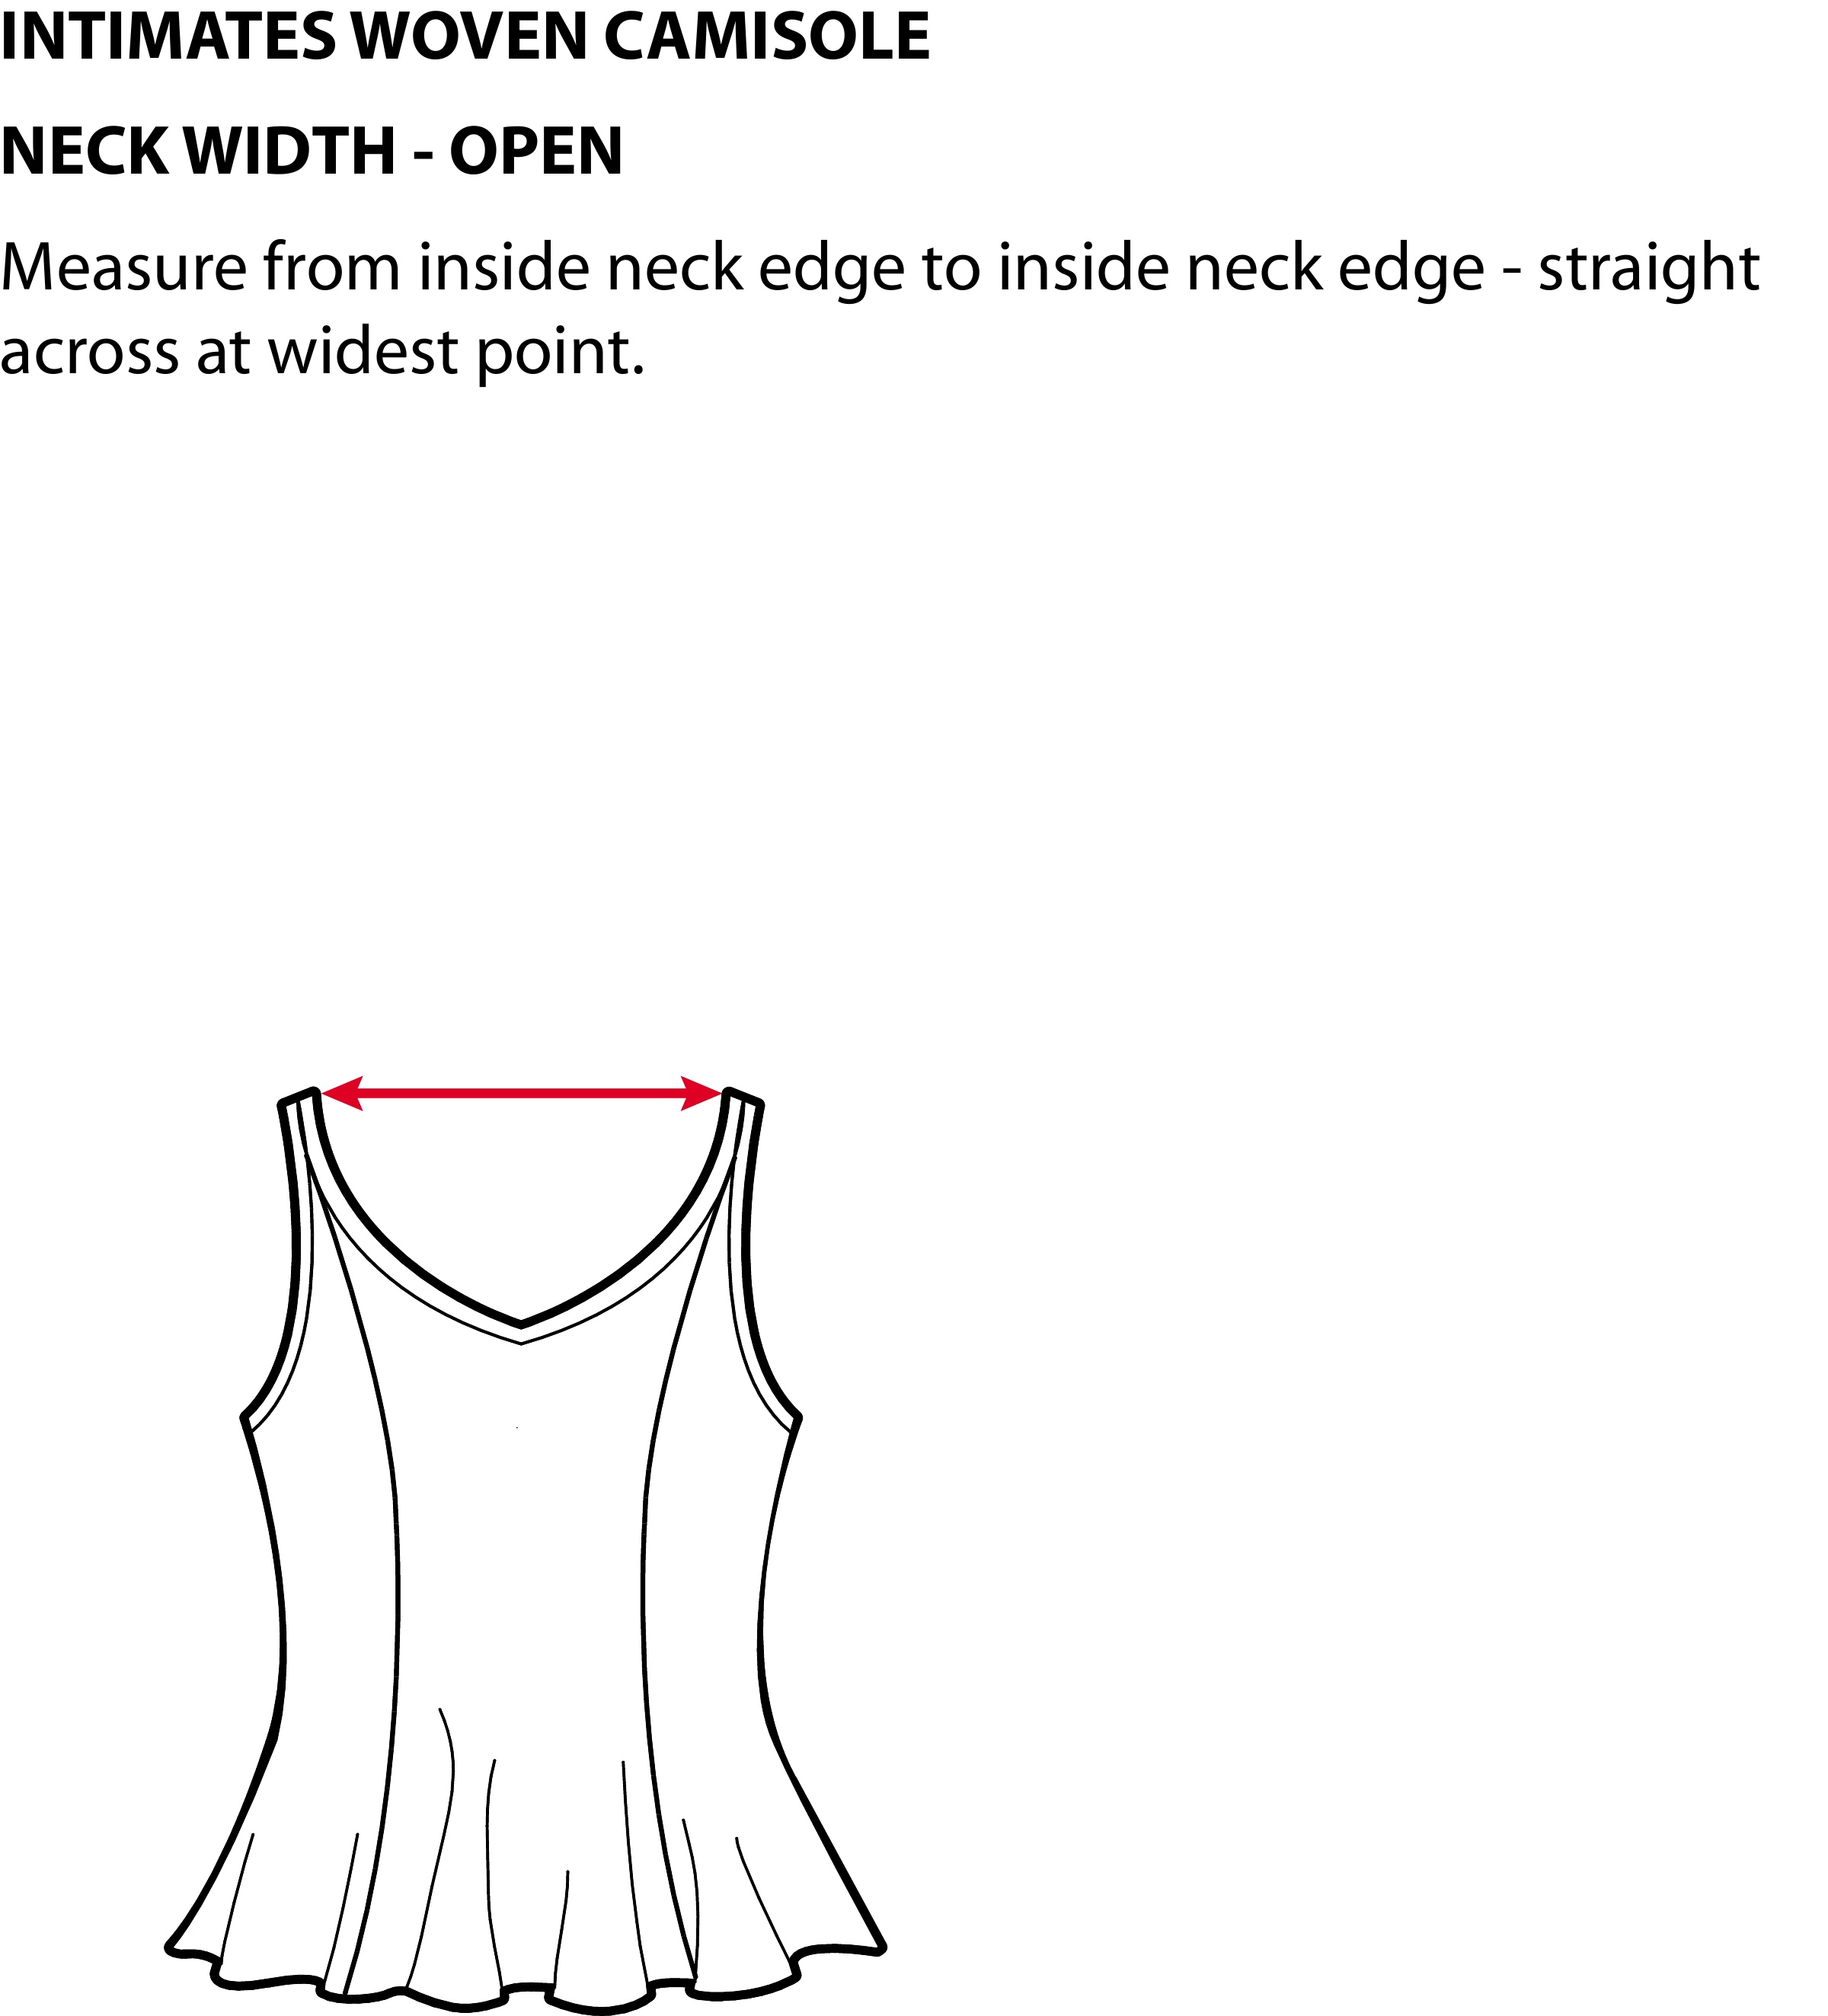 INTIMATES WOVEN CAMISOLE
NECK WIDTH - OPEN
Measure from inside neck edge to inside neck edge - straight
across at widest point.